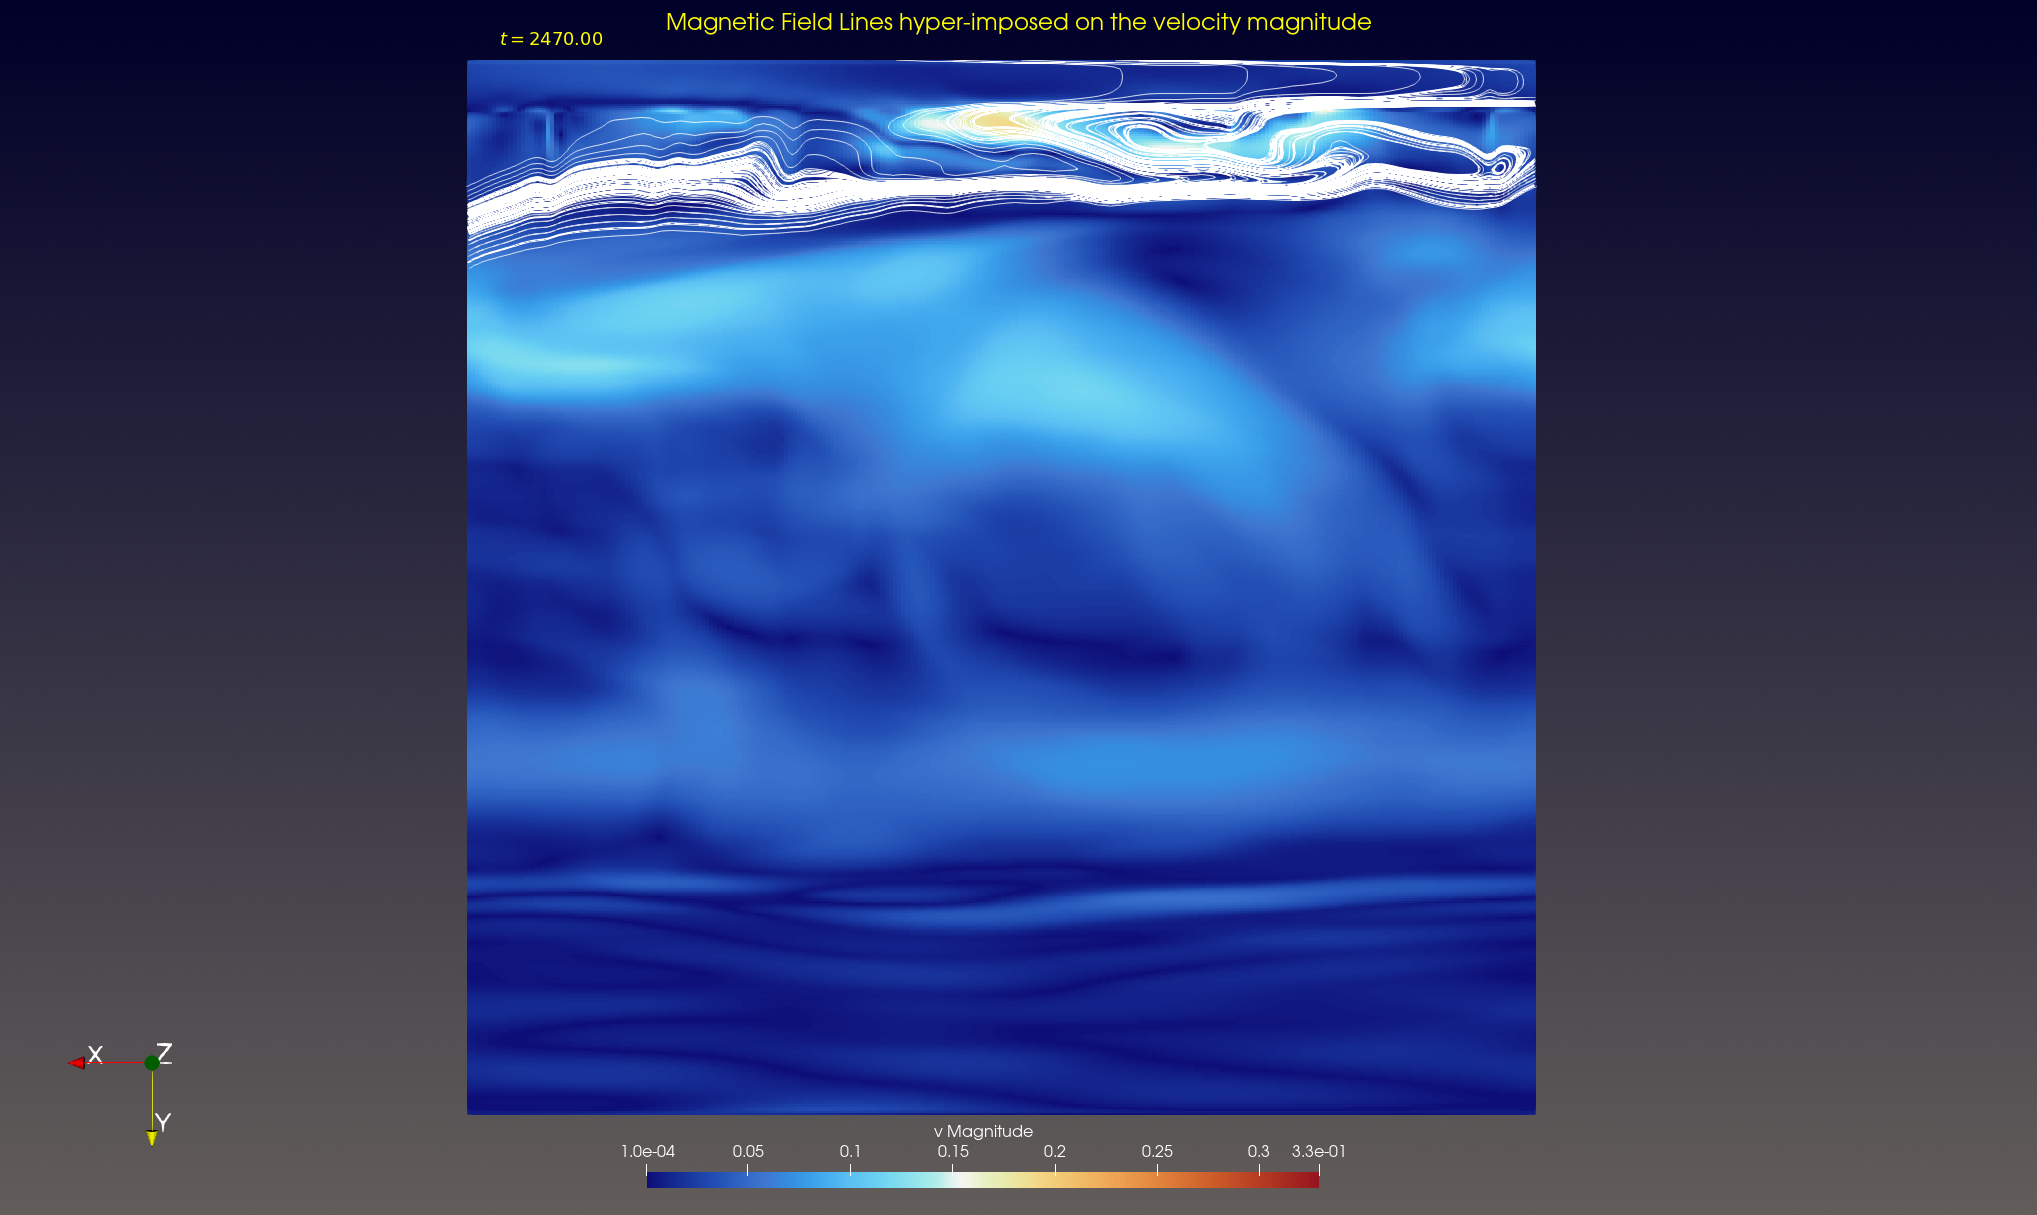 Magnetic Field Lines hyper-imposed on the velocity magnitude
t = 2470.00
X Z
Y
v Magnitude
1.0e-04 0.05 0.1 0.15 0.2 0.25 0.3 3.3e-01